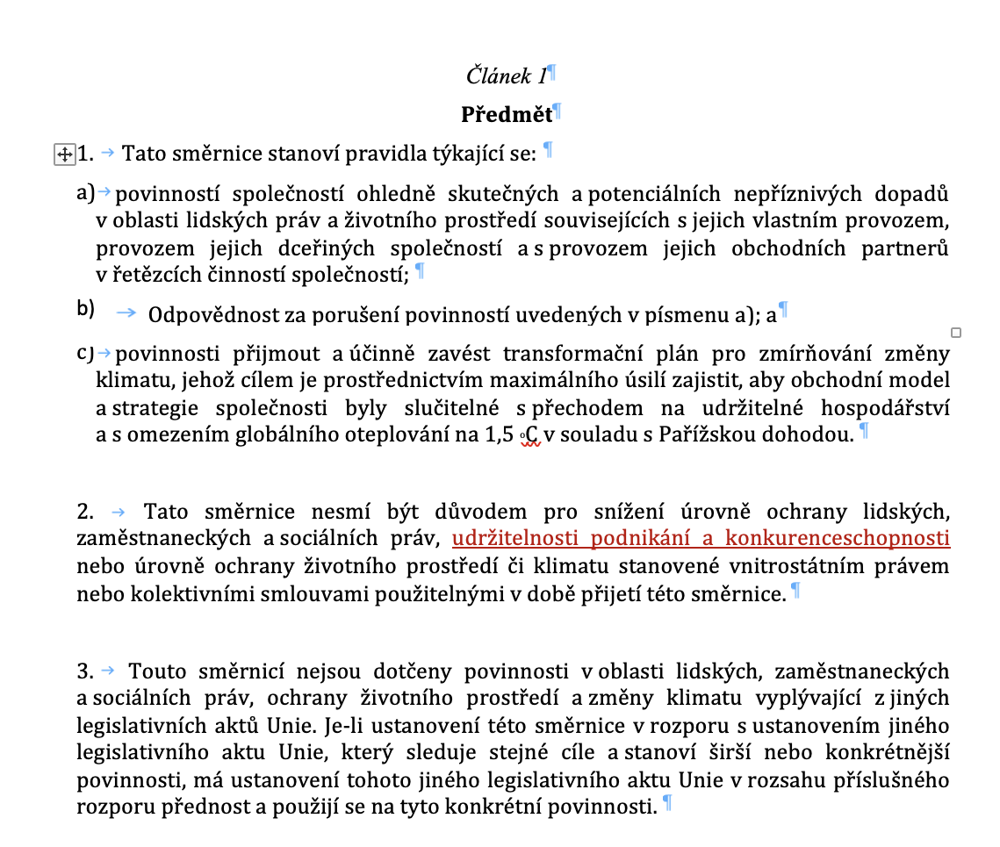 Článek 1
Předmět
1. Tato směrnice stanoví pravidla týkající se:
a) povinností společností ohledně skutečných a potenciálních nepříznivých dopadů
v oblasti lidských práv a životního prostředí souvisejících s jejich vlastním provozem,
provozem jejich dceřiných společností a s provozem jejich obchodních partnerů
v řetězcích činností společností;
b) Odpovědnost za porušení povinností uvedených v písmenu a); a
c) povinnosti přijmout a účinně zavést transformační plán pro zmírňování změny
klimatu, jehož cílem je prostřednictvím maximálního úsilí zajistit, aby obchodní model
a strategie společnosti byly slučitelné s přechodem na udržitelné hospodářství
a s omezením globálního oteplování na 1,5 °C v souladu s Pařížskou dohodou.
2. Tato směrnice nesmí být důvodem pro snížení úrovně ochrany lidských,
zaměstnaneckých a sociálních práv, udržitelnosti podnikání a konkurenceschopnosti
nebo úrovně ochrany životního prostředí či klimatu stanovené vnitrostátním právem
nebo kolektivními smlouvami použitelnými v době přijetí této směrnice.
3. Touto směrnicí nejsou dotčeny povinnosti v oblasti lidských, zaměstnaneckých
a sociálních práv, ochrany životního prostředí a změny klimatu vyplývající z jiných
legislativních aktů Unie. Je-li ustanovení této směrnice v rozporu s ustanovením jiného
legislativního aktu Unie, který sleduje stejné cíle a stanoví širší nebo konkrétnější
povinnosti, má ustanovení tohoto jiného legislativního aktu Unie v rozsahu příslušného
rozporu přednost a použijí se na tyto konkrétní povinnosti.